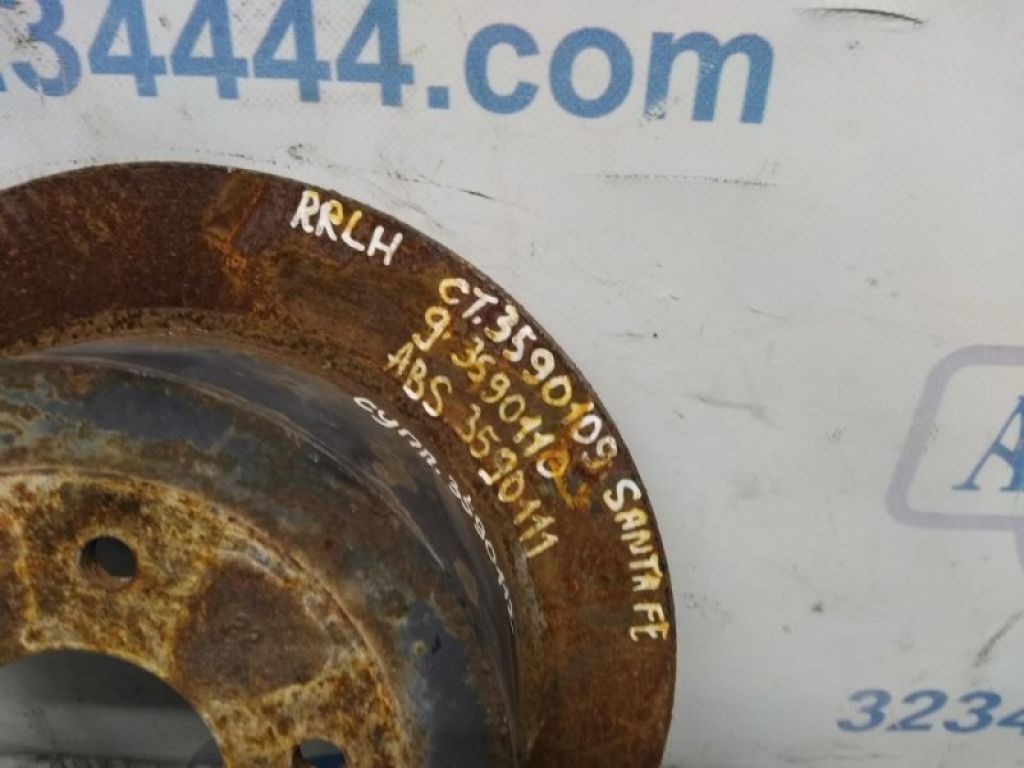 34444.com
RRLH
CT.3590109 SANTA FE
9.3590110
ABS 3590111
3234